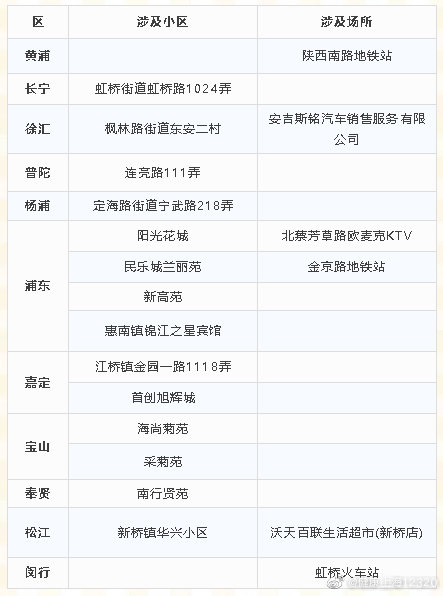 区 涉及小区 涉及场所
黄浦 陕西南路地铁站
长宁 虹桥街道虹桥路1024弄
徐汇 枫林路街道东安二村 安吉斯铭汽车销售服务有限公司
普陀 连亮路111弄
杨浦 定海路街道宁武路218弄
浦东 阳光花城 北蔡芳草路欧麦克KTV
民乐城兰丽苑 金京路地铁站
新高苑
惠南镇锦江之星宾馆
嘉定 江桥镇金园一路1118弄
首创旭辉城
宝山 海尚菊苑
采菊苑
奉贤 南行贤苑
松江 新桥镇华兴小区 沃天百联生活超市(新桥店)
闵行 虹桥火车站